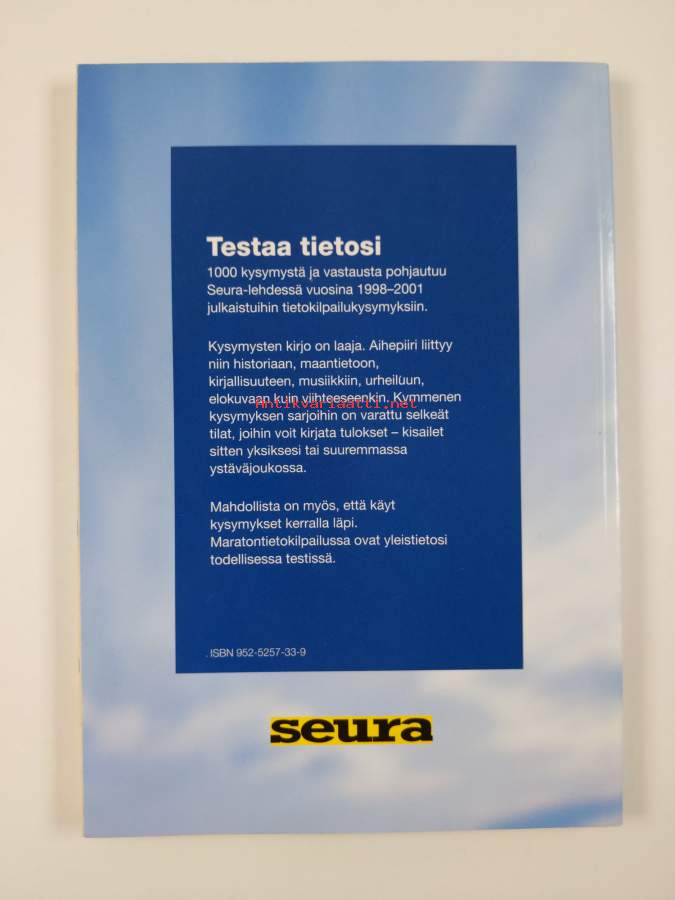 Testaa tietosi
1000 kysymystä ja vastausta pohjautuu
Seura-lehdessä vuosina 1998–2001
julkaistuihin tietokilpailukysymyksiin.
Kysymysten kirjo on laaja. Aihepiiri liittyy
niin historiaan, maantietoon,
kirjallisuuteen, musiikkiin, urheiluun,
elokuvaan kuin viihteeseenkin. Kymmenen
Antikvariaatti.net
kysymyksen sarjoihin on varattu selkeät
tilat, joihin voit kirjata tulokset – kisailet
sitten yksiksesi tai suuremmassa
ystäväjoukossa.
Mahdollista on myös, että käyt
kysymykset kerralla läpi.
Maratontietokilpailussa ovat yleistietosi
todellisessa testissä.
. ISBN 952-5257-33-9
seura